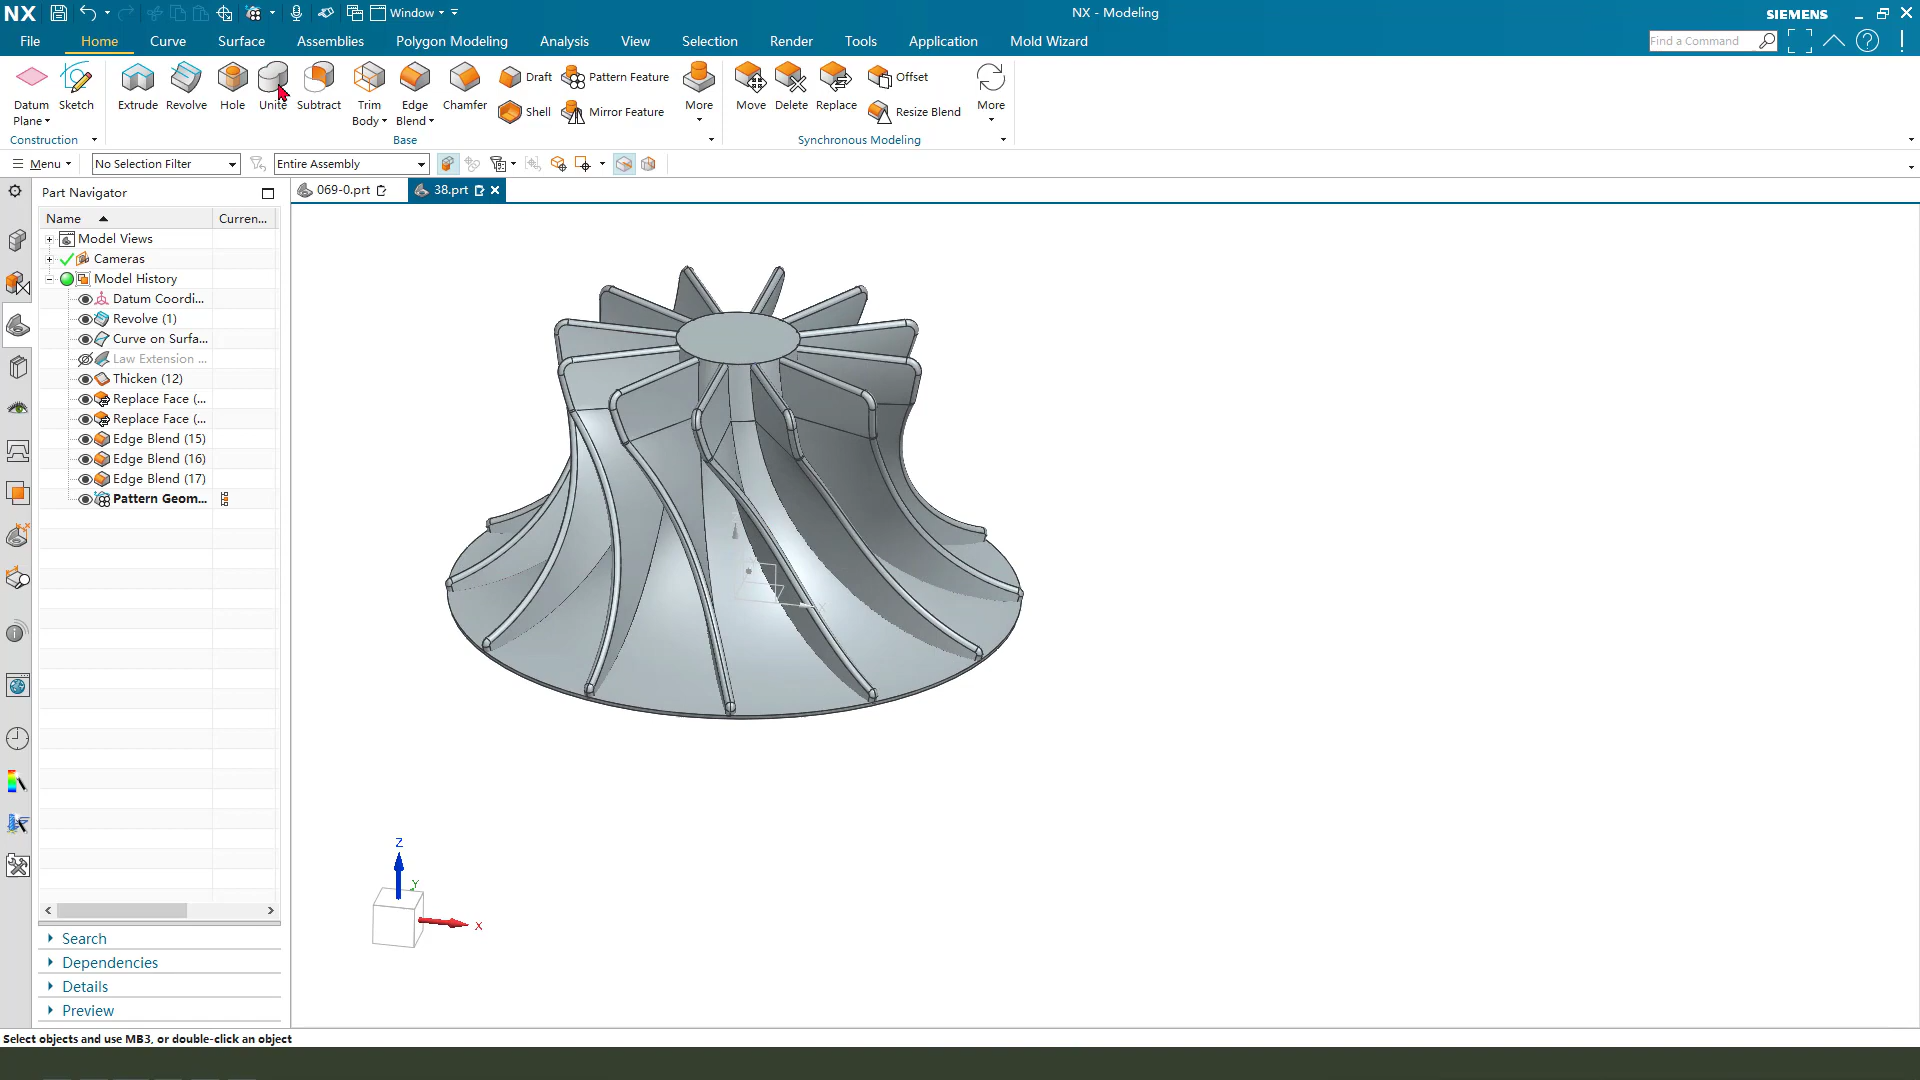 NX Window NX - Modeling SIEMENS
File Home Curve Surface Assemblies Polygon Modeling Analysis View Selection Render Tools Application Mold Wizard Find a Command
Datum Plane Sketch Extrude Revolve Hole Unite Subtract Trim Body Edge Blend Chamfer Draft Pattern Feature More Move Delete Replace Offset More
Shell Mirror Feature Resize Blend
Construction Base Synchronous Modeling
Menu No Selection Filter Entire Assembly
Part Navigator 069-0.prt 38.prt
Name Curren...
Model Views
Cameras
Model History
Datum Coordi...
Revolve (1)
Curve on Surfa...
Law Extension ...
Thicken (12)
Replace Face (...
Replace Face (...
Edge Blend (15)
Edge Blend (16)
Edge Blend (17)
Pattern Geom...
Z
Y
X
Search
Dependencies
Details
Preview
Select objects and use MB3, or double-click an object